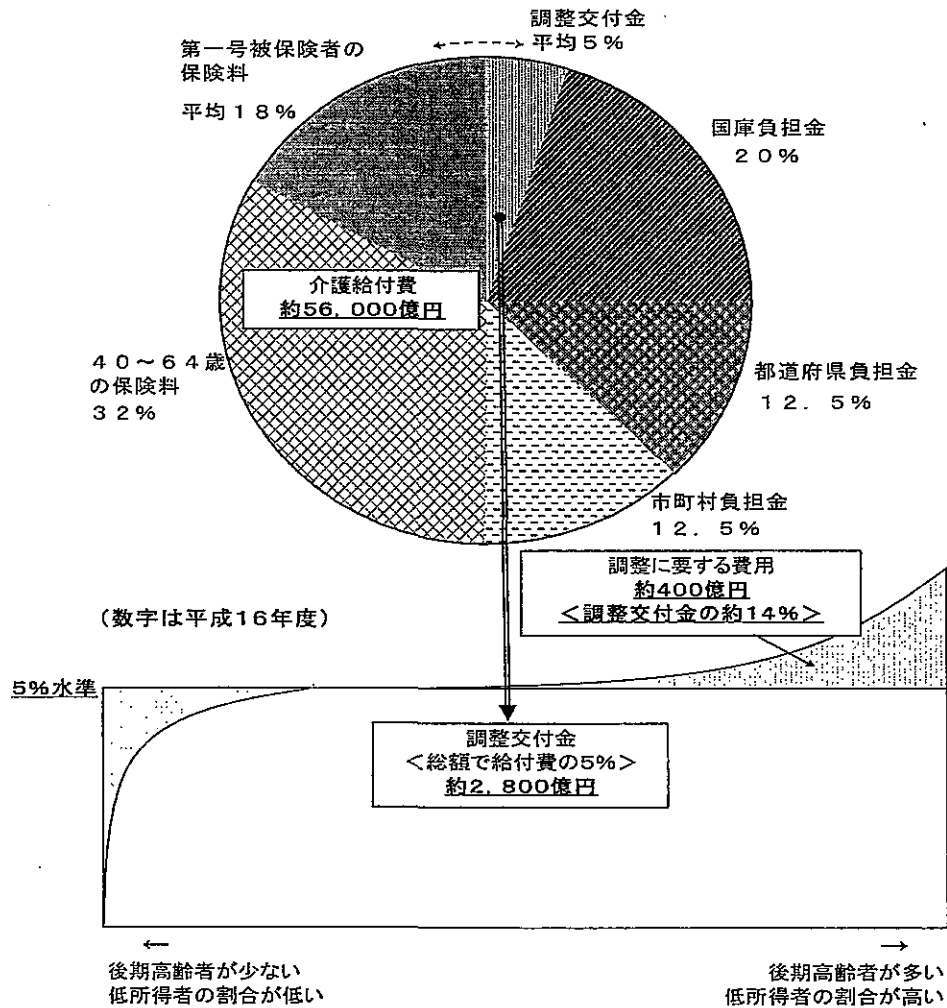 調整交付金
平均5%
第一号被保険者の
保険料
平均18%
国庫負担金
20%
介護給付費
約56,000億円
40~64歳
の保険料
32%
都道府県負担金
12.5%
市町村負担金
12.5%
調整に要する費用
約400億円
<調整交付金の約14%>
(数字は平成16年度)
5%水準
調整交付金
<総額で給付費の5%>
約2,800億円
←
後期高齢者が少ない
低所得者の割合が低い
→
後期高齢者が多い
低所得者の割合が高い